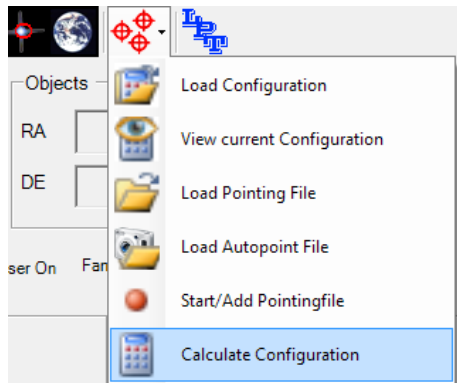 LPT
Objects
RA
DE
ser On Fan
Load Configuration
View current Configuration
Load Pointing File
Load Autopoint File
Start/Add Pointingfile
Calculate Configuration